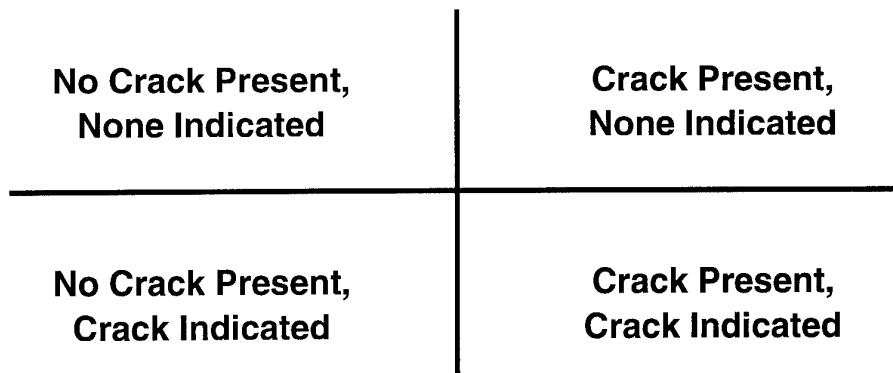 No Crack Present,
None Indicated
Crack Present,
None Indicated
No Crack Present,
Crack Indicated
Crack Present,
Crack Indicated